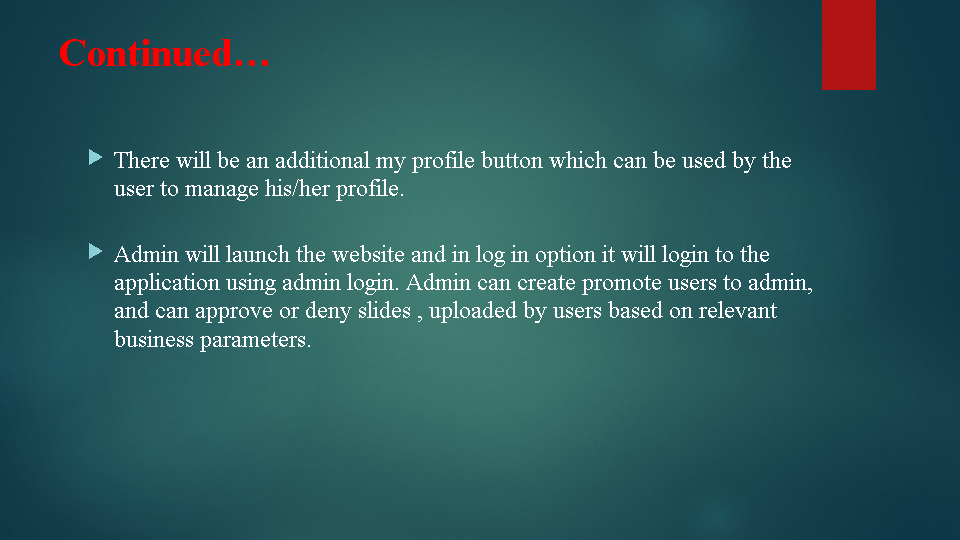 Continued…
There will be an additional my profile button which can be used by the
user to manage his/her profile.
Admin will launch the website and in log in option it will login to the
application using admin login. Admin can create promote users to admin,
and can approve or deny slides , uploaded by users based on relevant
business parameters.